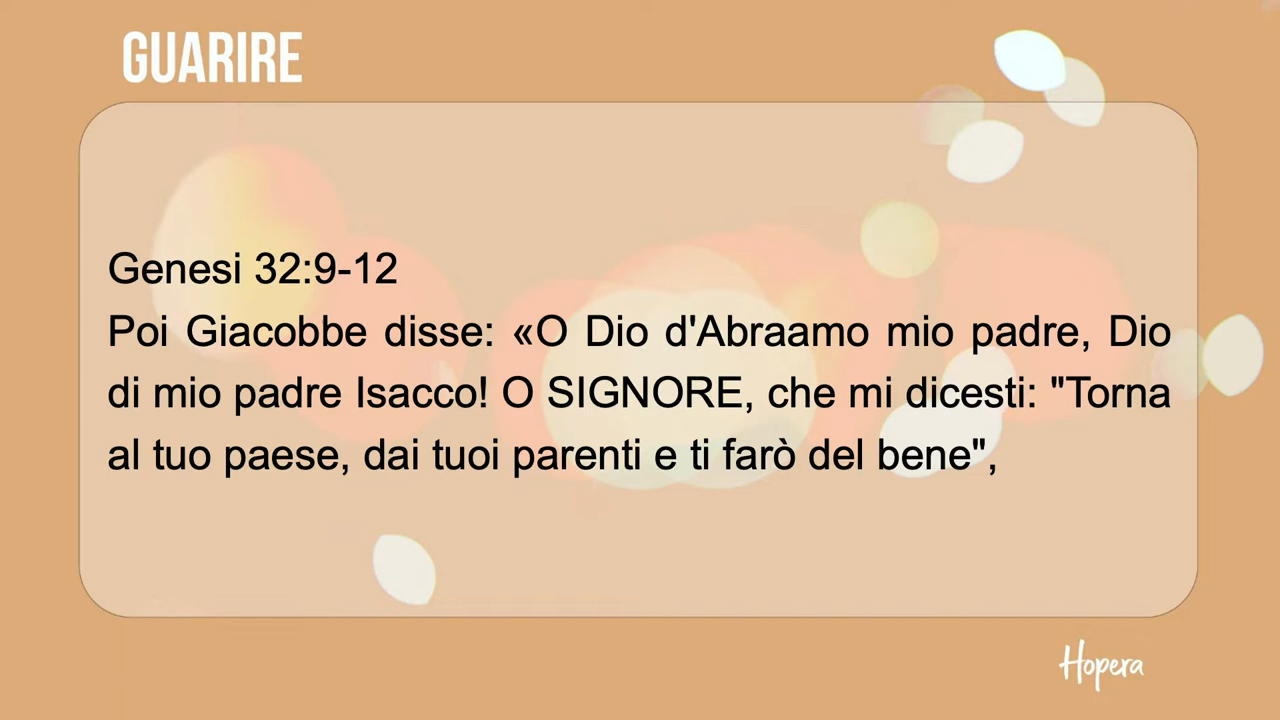 GUARIRE
Genesi 32:9-12
Poi Giacobbe disse: «O Dio d'Abraamo mio padre, Dio
di mio padre Isacco! O SIGNORE, che mi dicesti: "Torna
al tuo paese, dai tuoi parenti e ti farò del bene",
Hopera